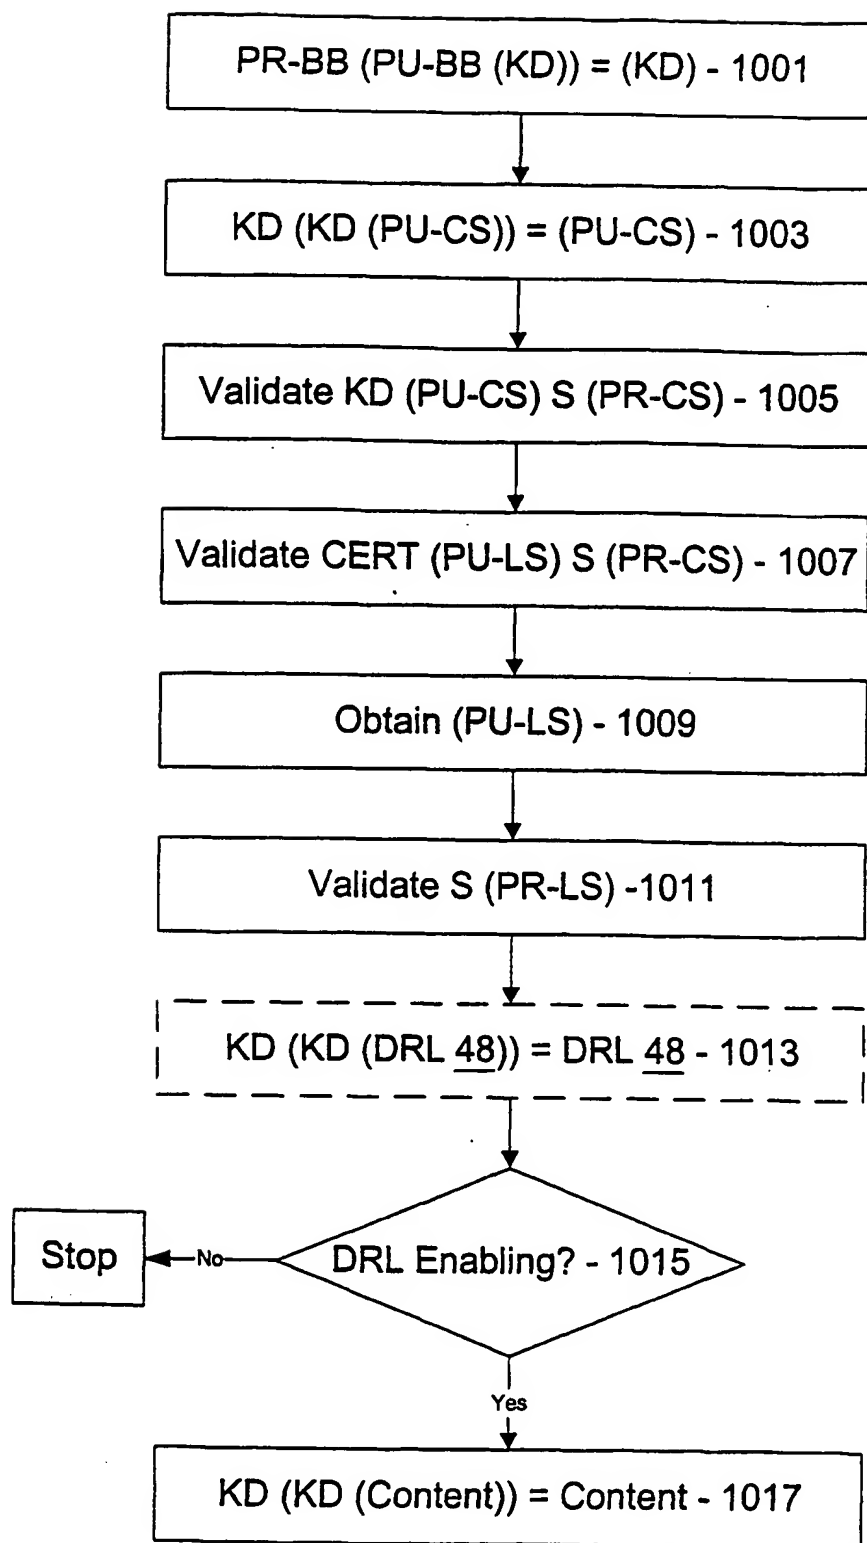 PR-BB (PU-BB (KD)) = (KD) - 1001
KD (KD (PU-CS)) = (PU-CS) - 1003
Validate KD (PU-CS) S (PR-CS) - 1005
Validate CERT (PU-LS) S (PR-CS) - 1007
Obtain (PU-LS) - 1009
Validate S (PR-LS) -1011
KD (KD (DRL 48)) = DRL 48 - 1013
DRL Enabling? - 1015
No
Stop
Yes
KD (KD (Content)) = Content - 1017